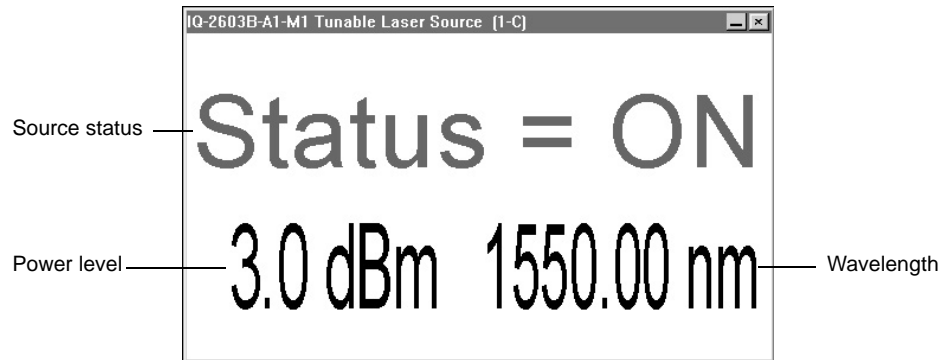 IQ-2603B-A1-M1 Tunable Laser Source (1-C)
Source status
Status = ON
Power level
3.0 dBm 1550.00 nm
Wavelength